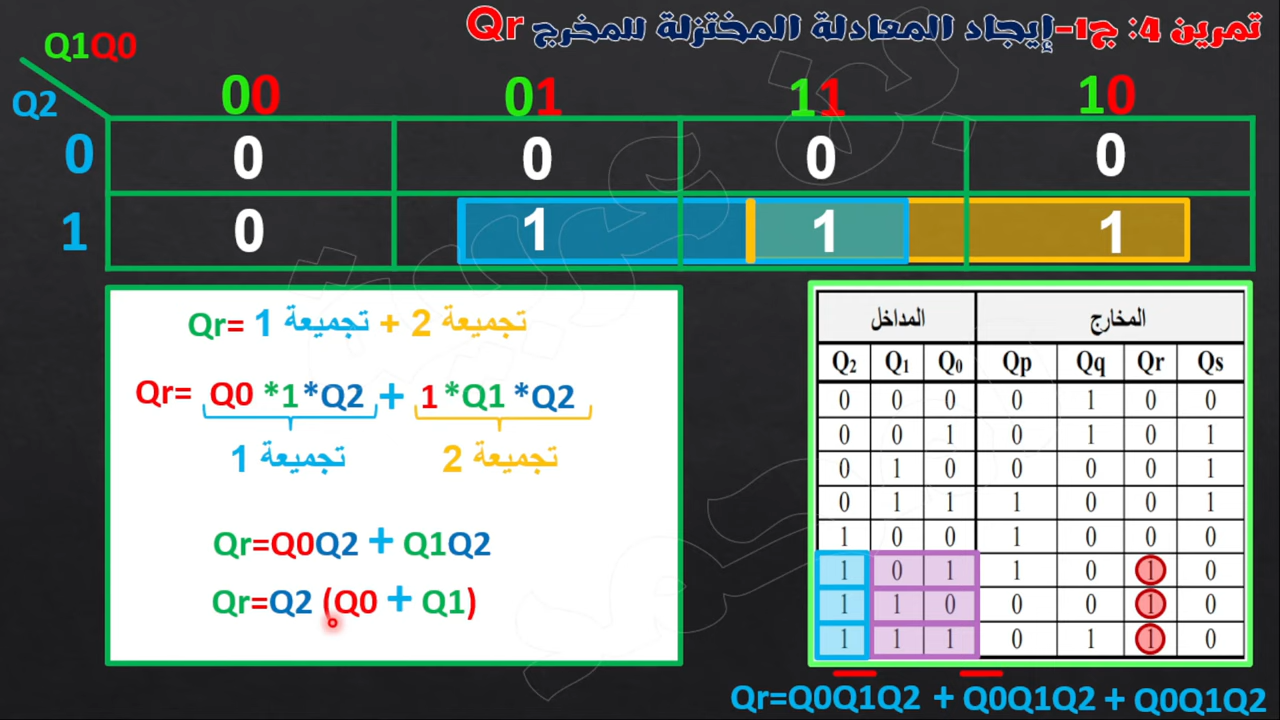 تمرين 4: ج1-إيجاد المعادلة المختزلة للمخرج Qr
Q1Q0
Q2
00 01 11 10
0 0 0 0 0
1 0 1 1 1
Qr= تجميعة 1 + تجميعة 2
Qr= Q0 *1 *Q2 + 1 *Q1 *Q2
تجميعة 1 تجميعة 2
Qr=Q0Q2 + Q1Q2
Qr=Q2 (Q0 + Q1)
المداخل المخارج
Q2 Q1 Q0 Qp Qq Qr Qs
0 0 0 0 1 0 0
0 0 1 0 1 0 1
0 1 0 0 0 0 1
0 1 1 1 0 0 1
1 0 0 1 0 0 0
1 0 1 1 0 1 0
1 1 0 0 0 1 0
1 1 1 0 1 1 0
Qr=Q0Q1Q2 + Q0Q1Q2 + Q0Q1Q2